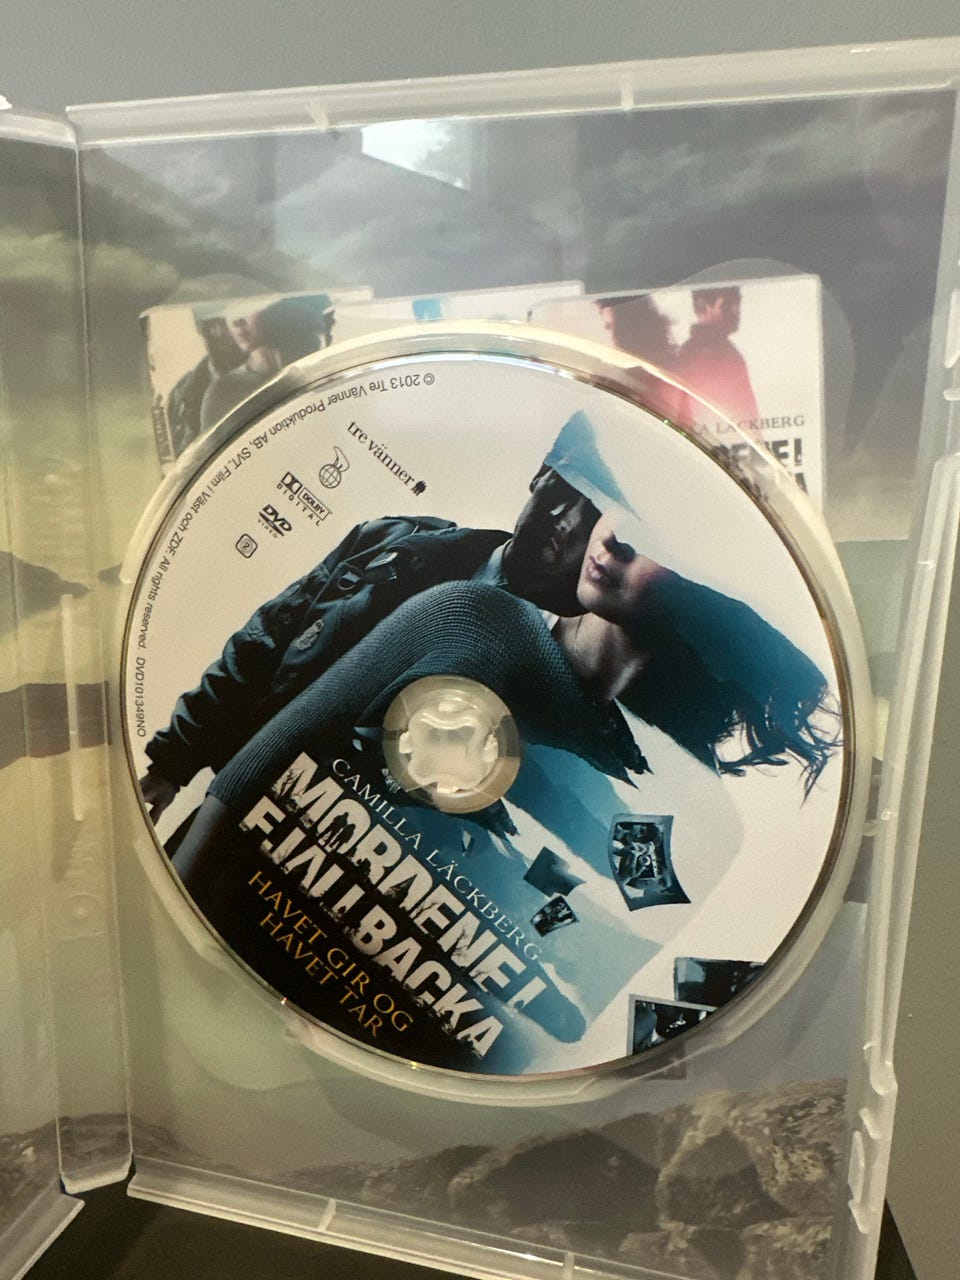 © 2013 Tre Vänner Produktion AB, SVT, Film i Väst och ZDF. All rights reserved. DVD101349NO
tre vänner
DOLBY
DIGITAL
DVD
VIDEO
2
CAMILLA LÄCKBERG
MORDENE I
FJÄLLBACKA
HAVET GIR OG
HAVET TAR
LÄCKBERG